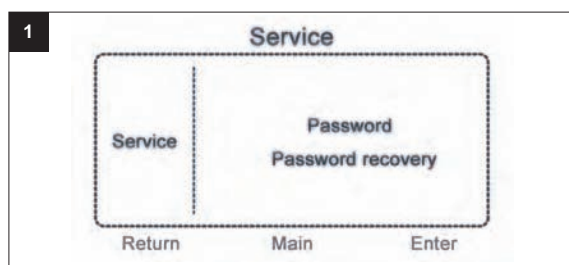 1
Service
Service
Password
Password recovery
Return Main Enter